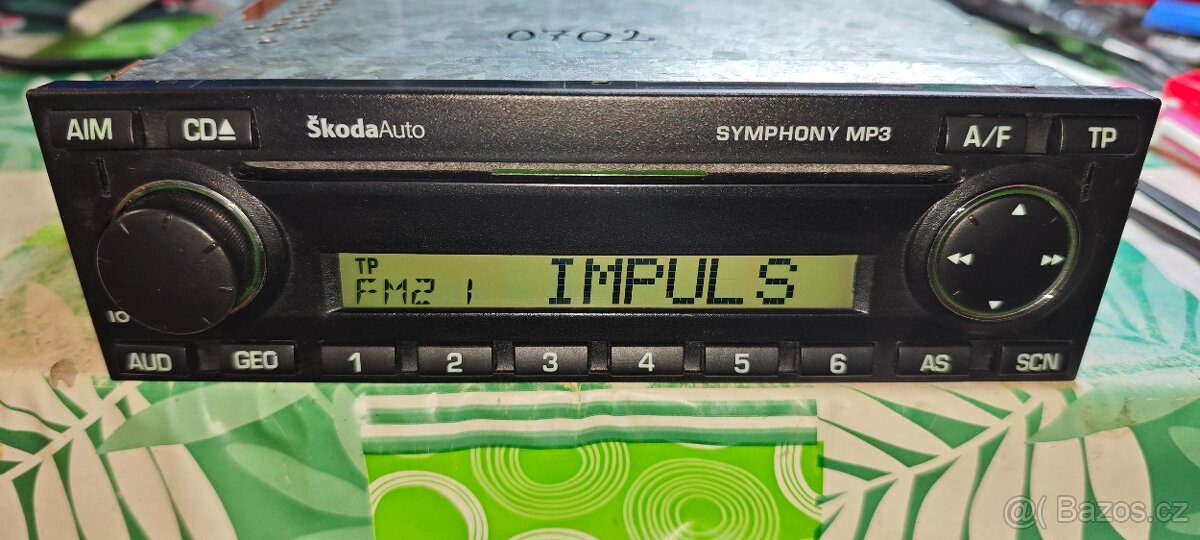 0702
AIM CD ŠkodaAuto SYMPHONY MP3 A/F TP
TP
FM2 1 IMPULS
IO
AUD GEO 1 2 3 4 5 6 AS SCN
@( Bazos.cz